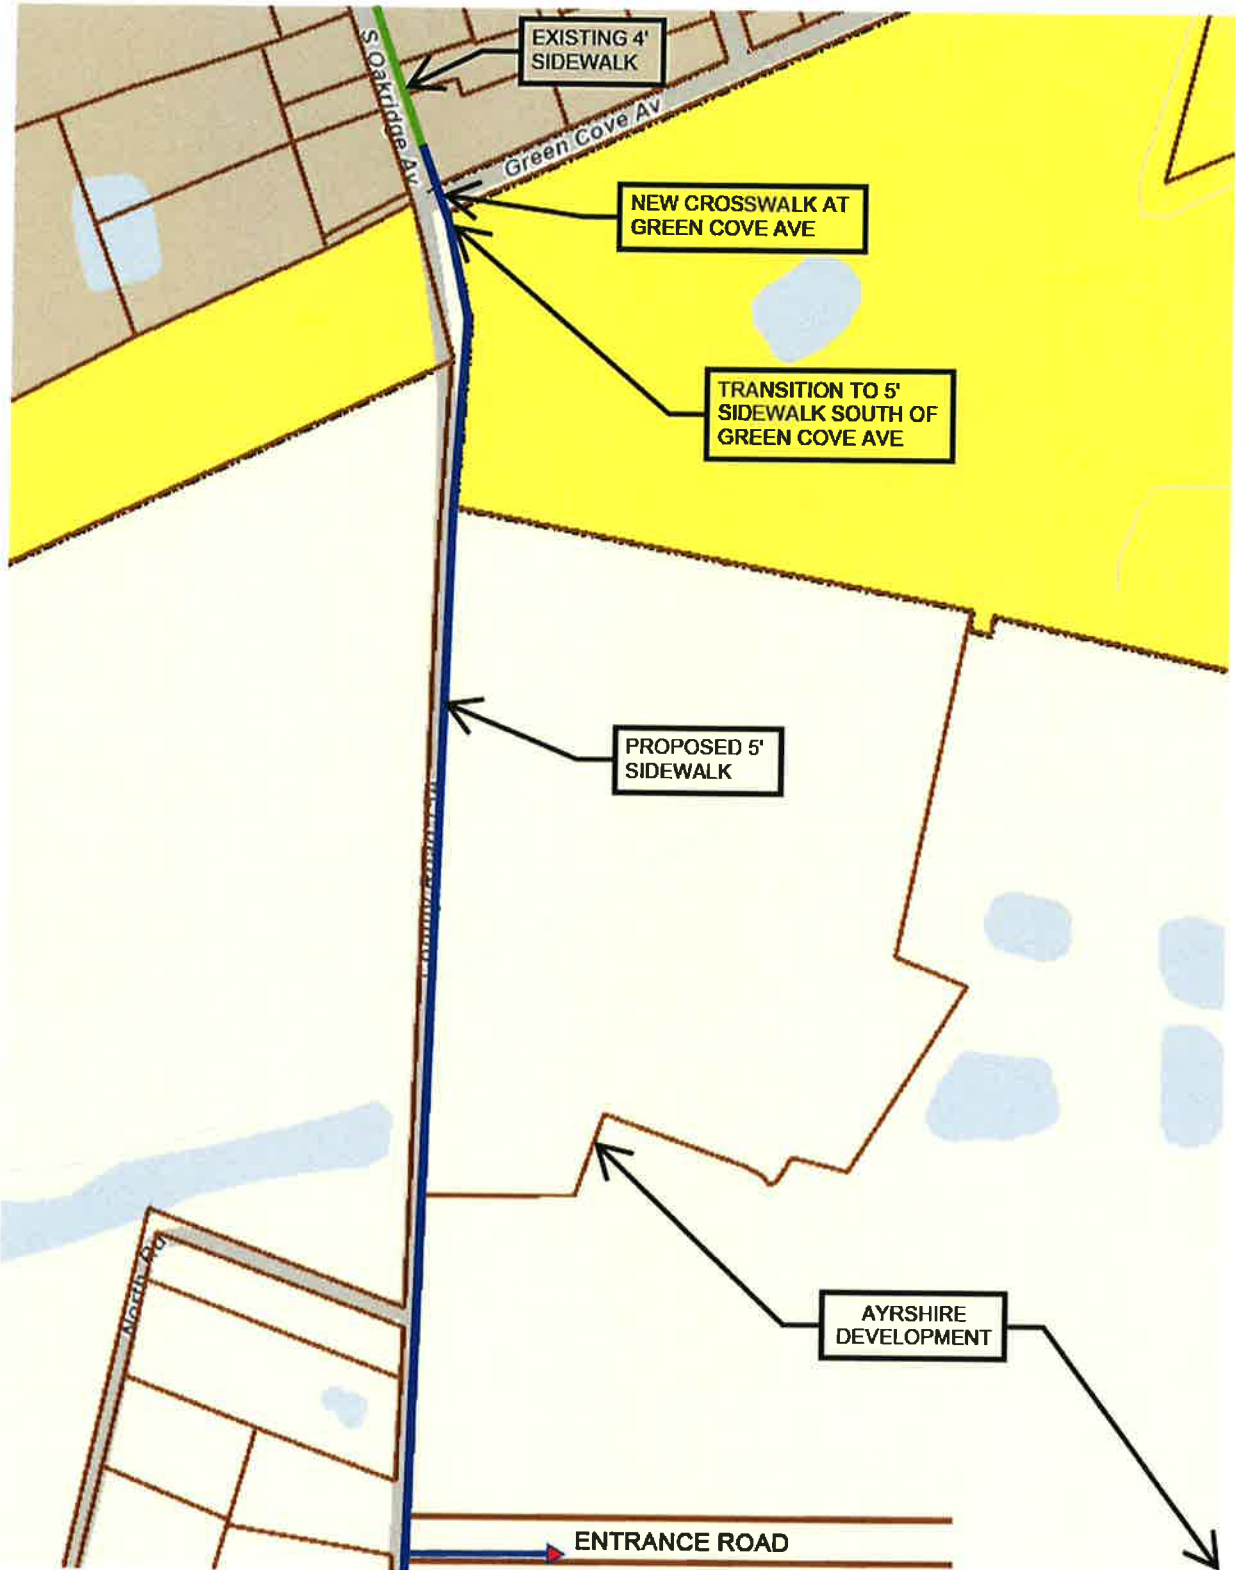 EXISTING 4'
SIDEWALK
S Oakridge Av
Green Cove Av
NEW CROSSWALK AT
GREEN COVE AVE
TRANSITION TO 5'
SIDEWALK SOUTH OF
GREEN COVE AVE
PROPOSED 5'
SIDEWALK
North Rd
AYRSHIRE
DEVELOPMENT
ENTRANCE ROAD